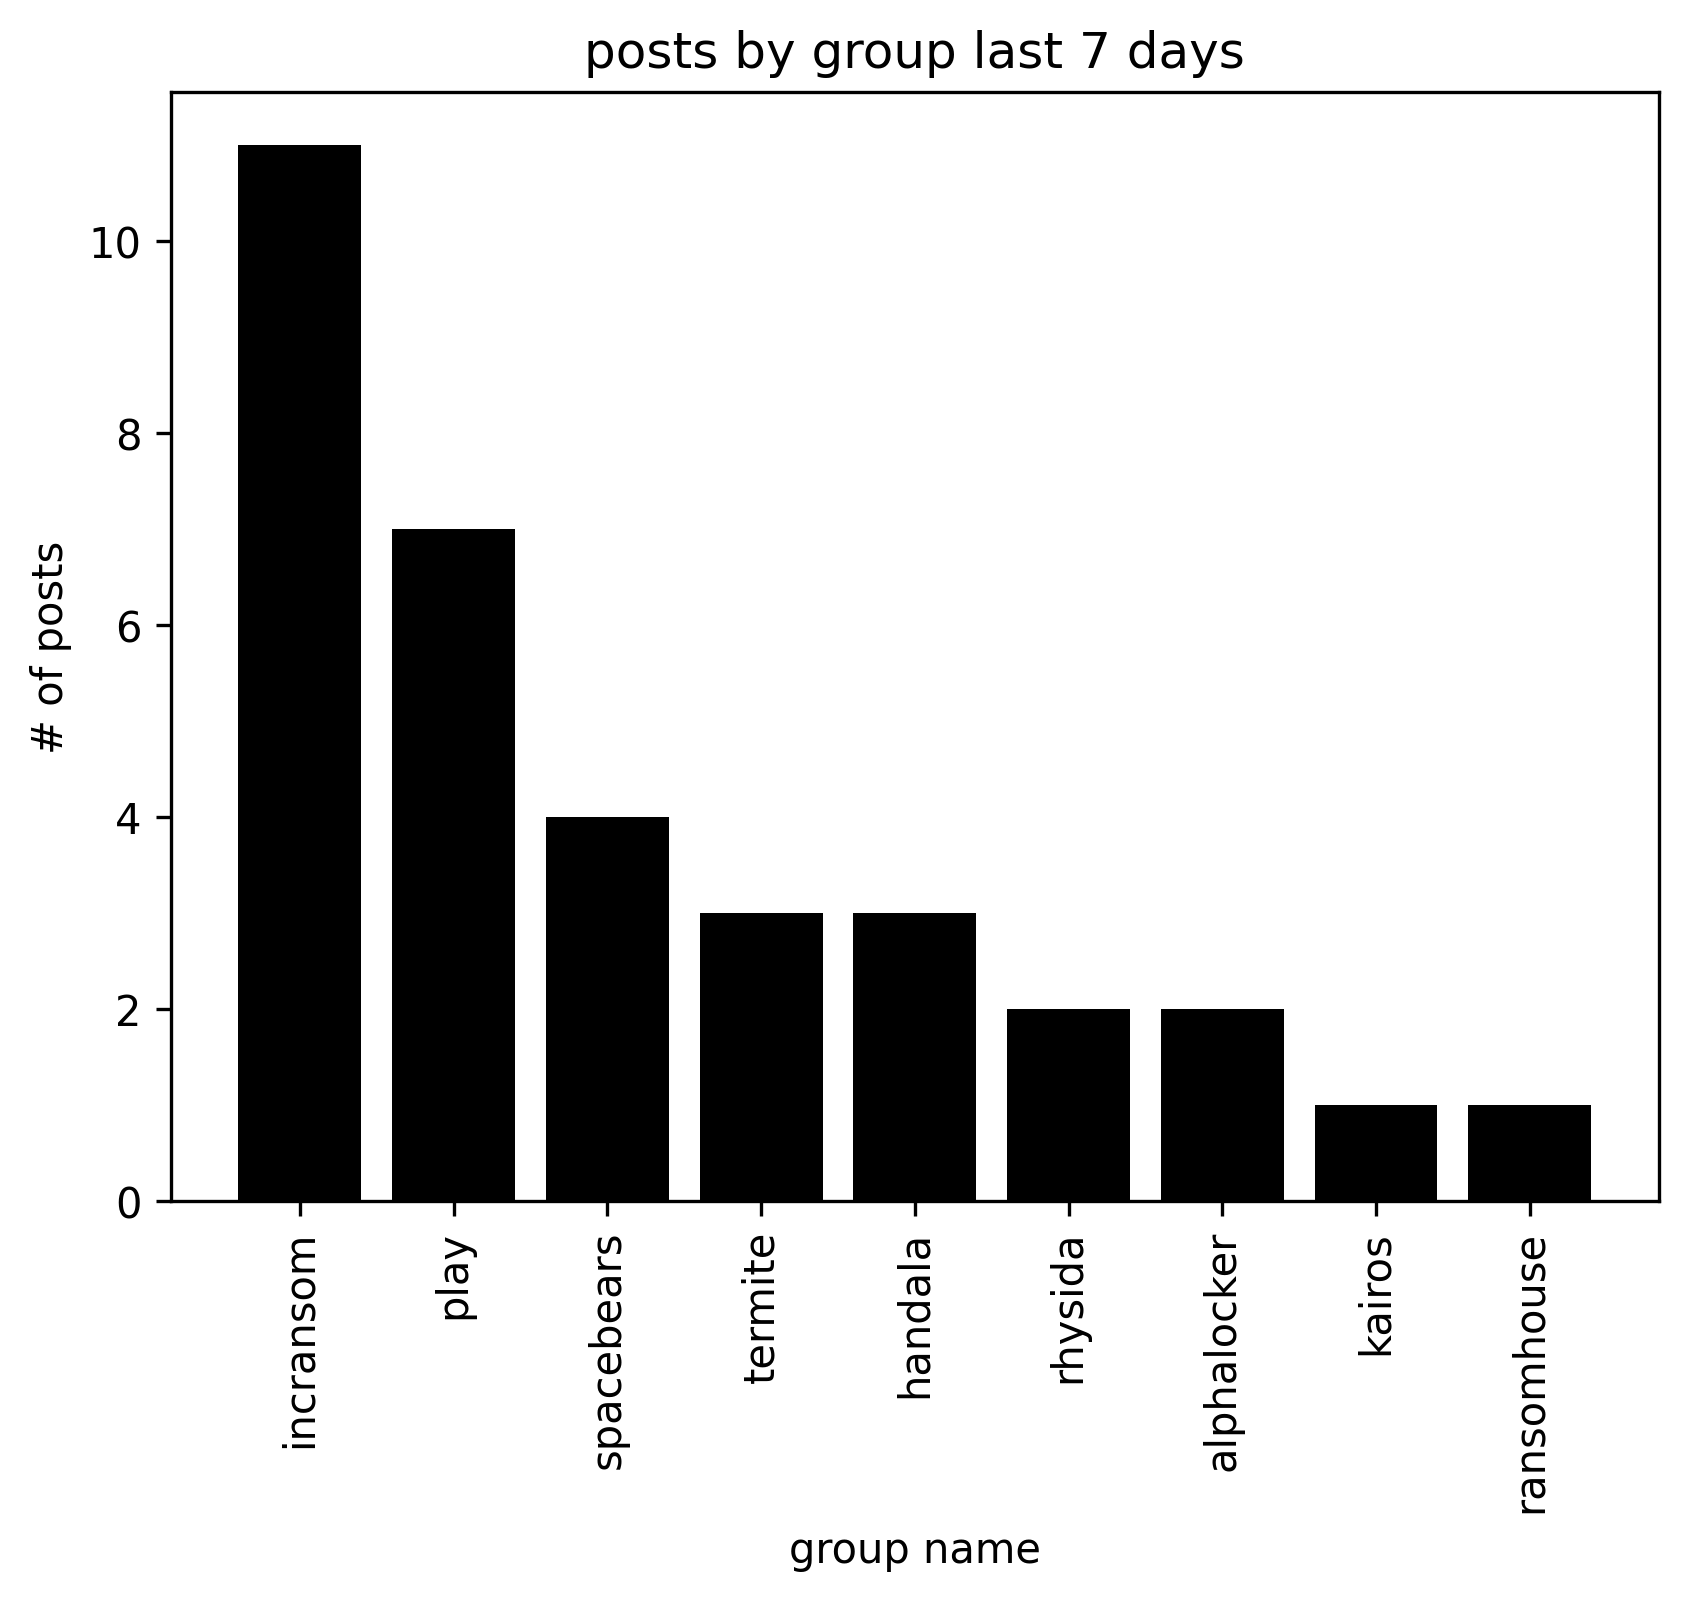 posts by group last 7 days
# of posts
10
8
6
4
2
0
incransom
play
spacebears
termite
handala
rhysida
alphalocker
kairos
ransomhouse
group name